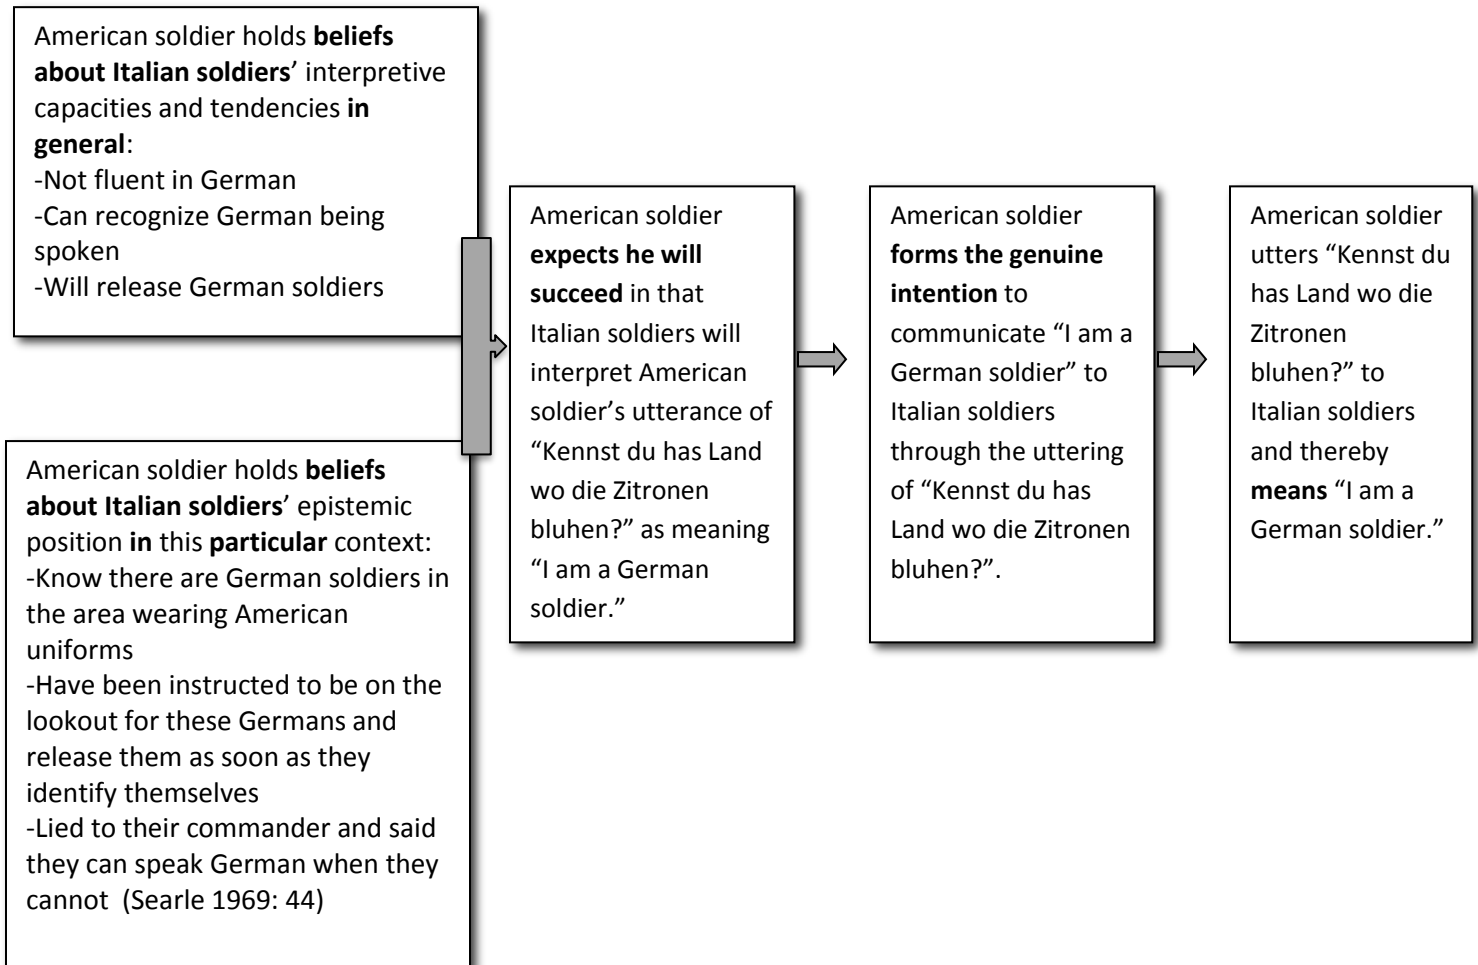 American soldier holds beliefs
about Italian soldiers’ interpretive
capacities and tendencies in
general:
-Not fluent in German
-Can recognize German being
spoken
-Will release German soldiers
American soldier holds beliefs
about Italian soldiers’ epistemic
position in this particular context:
-Know there are German soldiers in
the area wearing American
uniforms
-Have been instructed to be on the
lookout for these Germans and
release them as soon as they
identify themselves
-Lied to their commander and said
they can speak German when they
cannot  (Searle 1969: 44)
American soldier
expects he will
succeed in that
Italian soldiers will
interpret American
soldier’s utterance of
“Kennst du has Land
wo die Zitronen
bluhen?” as meaning
“I am a German
soldier.”
American soldier
forms the genuine
intention to
communicate “I am a
German soldier” to
Italian soldiers
through the uttering
of “Kennst du has
Land wo die Zitronen
bluhen?”.
American soldier
utters “Kennst du
has Land wo die
Zitronen
bluhen?” to
Italian soldiers
and thereby
means “I am a
German soldier.”